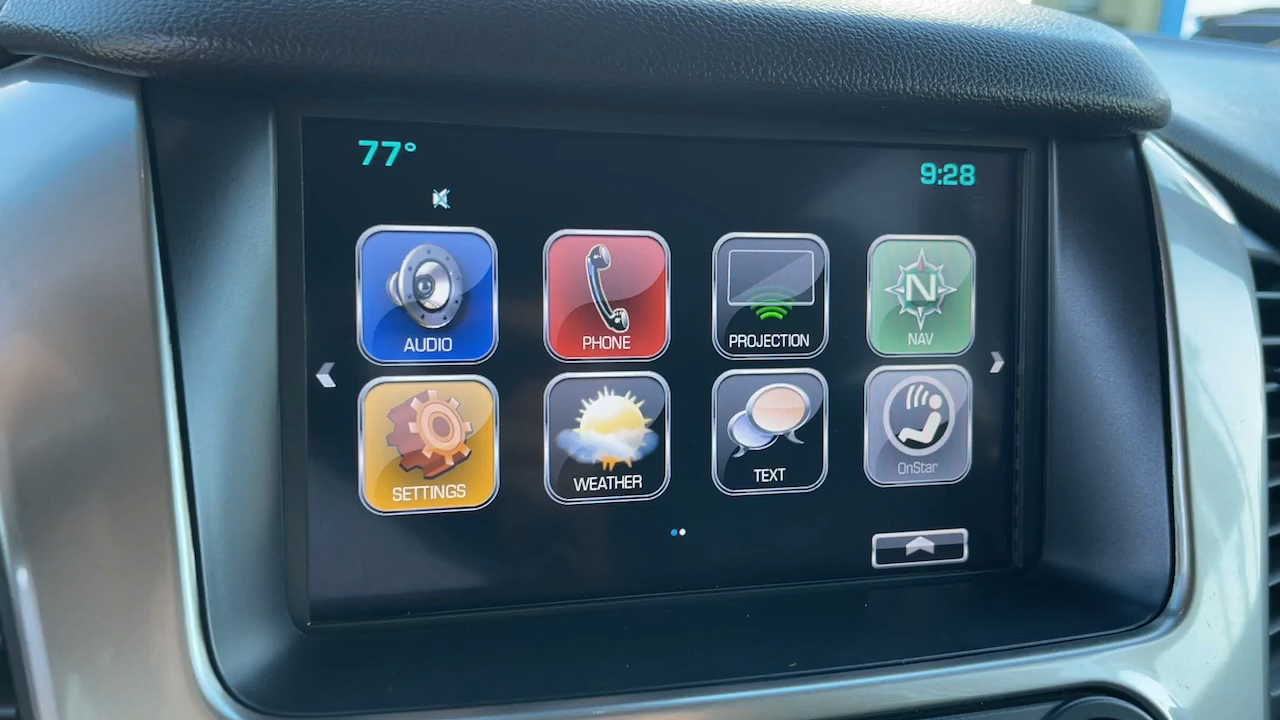 77°
9:28
AUDIO
PHONE
PROJECTION
N
NAV
SETTINGS
WEATHER
TEXT
OnStar